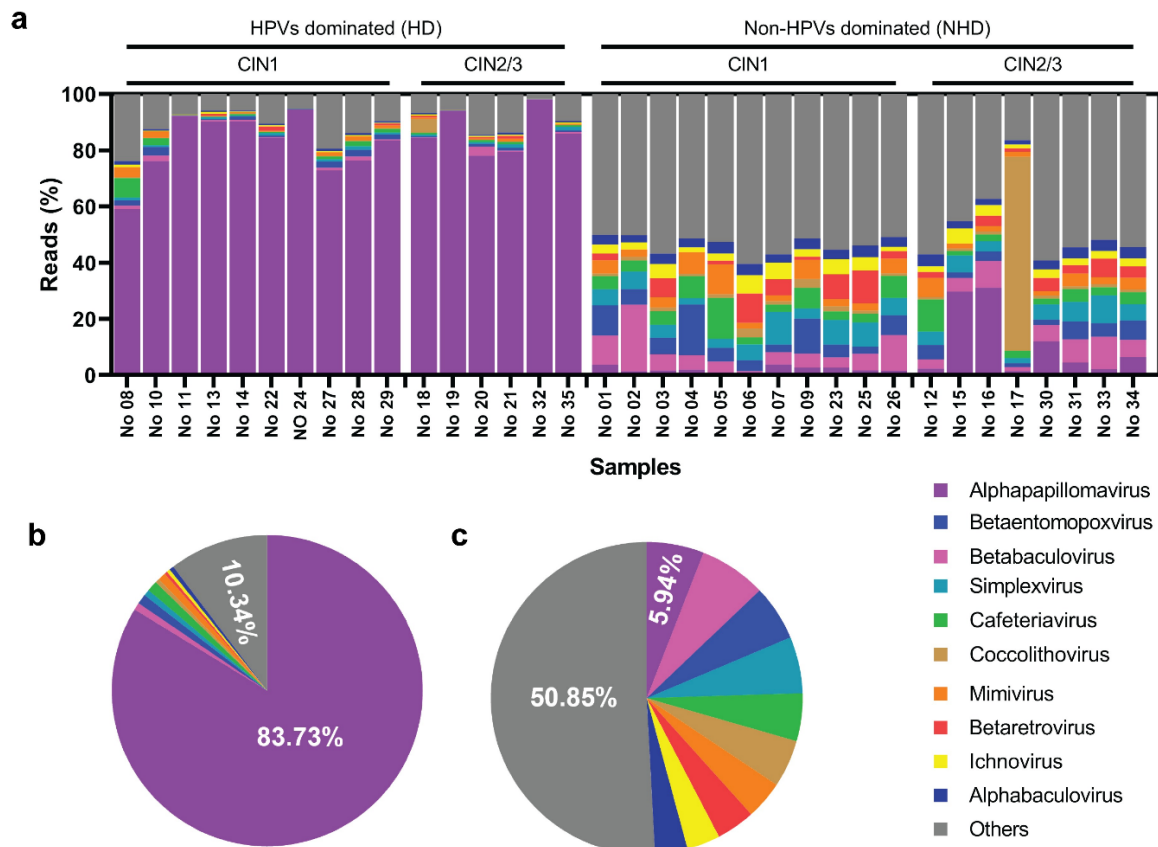 a
HPVs dominated (HD)
Non-HPVs dominated (NHD)
CIN1
CIN2/3
CIN1
CIN2/3
Reads (%)
100
80
60
40
20
0
No 08
No 10
No 11
No 13
No 14
No 22
NO 24
No 27
No 28
No 29
No 18
No 19
No 20
No 21
No 32
No 35
No 01
No 02
No 03
No 04
No 05
No 06
No 07
No 09
No 23
No 25
No 26
No 12
No 15
No 16
No 17
No 30
No 31
No 33
No 34
Samples
b
10.34%
83.73%
c
5.94%
50.85%
Alphapapillomavirus
Betaentomopoxvirus
Betabaculovirus
Simplexvirus
Cafeteriavirus
Coccolithovirus
Mimivirus
Betaretrovirus
Ichnovirus
Alphabaculovirus
Others